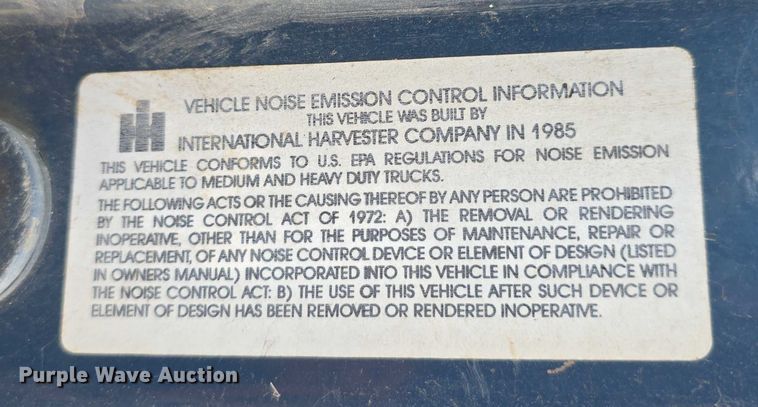 VEHICLE NOISE EMISSION CONTROL INFORMATION
THIS VEHICLE WAS BUILT BY
INTERNATIONAL HARVESTER COMPANY IN 1985
THIS VEHICLE CONFORMS TO U.S. EPA REGULATIONS FOR NOISE EMISSION
APPLICABLE TO MEDIUM AND HEAVY DUTY TRUCKS.
THE FOLLOWING ACTS OR THE CAUSING THEREOF BY ANY PERSON ARE PROHIBITED
BY THE NOISE CONTROL ACT OF 1972: A) THE REMOVAL OR RENDERING
INOPERATIVE, OTHER THAN FOR THE PURPOSES OF MAINTENANCE, REPAIR OR
REPLACEMENT, OF ANY NOISE CONTROL DEVICE OR ELEMENT OF DESIGN (LISTED
IN OWNERS MANUAL) INCORPORATED INTO THIS VEHICLE IN COMPLIANCE WITH
THE NOISE CONTROL ACT: B) THE USE OF THIS VEHICLE AFTER SUCH DEVICE OR
ELEMENT OF DESIGN HAS BEEN REMOVED OR RENDERED INOPERATIVE.
Purple Wave Auction